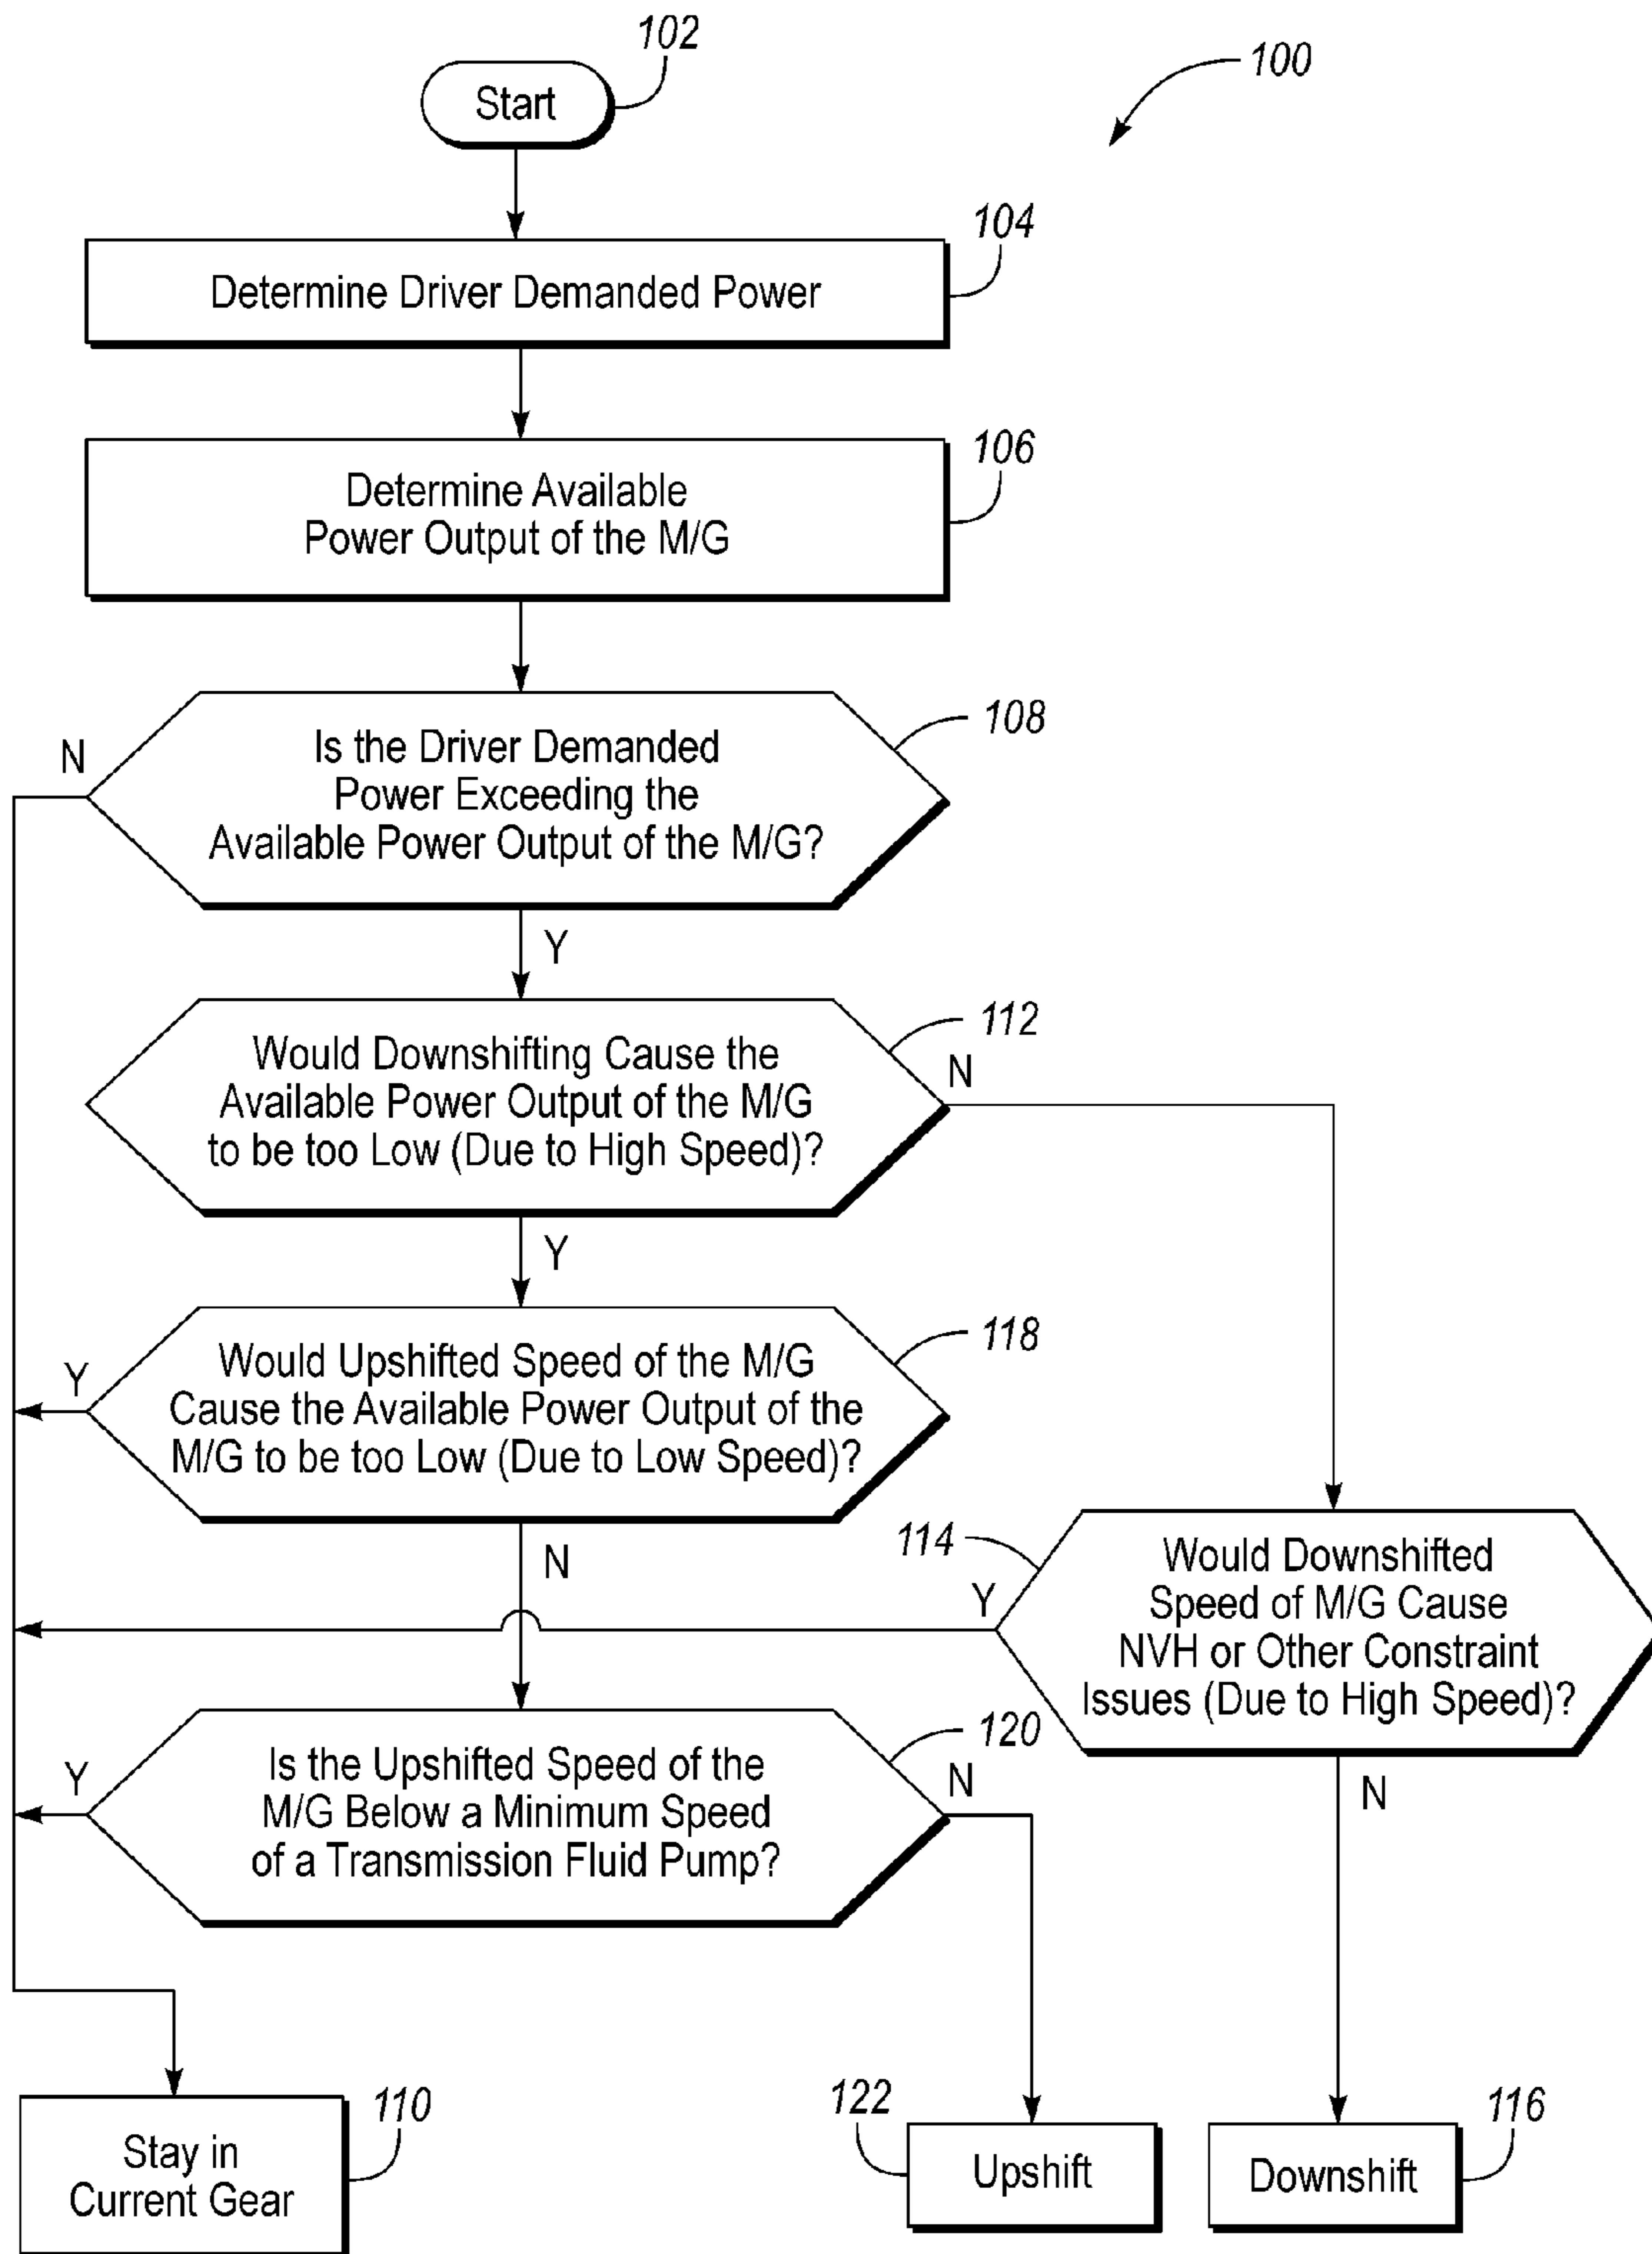 102
100
Start
104
Determine Driver Demanded Power
106
Determine Available
Power Output of the M/G
108
N
Is the Driver Demanded
Power Exceeding the
Available Power Output of the M/G?
Y
112
Would Downshifting Cause the
Available Power Output of the M/G
to be too Low (Due to High Speed)?
N
Y
118
Would Upshifted Speed of the M/G
Cause the Available Power Output of the
M/G to be too Low (Due to Low Speed)?
Y
N
114
Would Downshifted
Speed of M/G Cause
NVH or Other Constraint
Issues (Due to High Speed)?
Y
N
120
Is the Upshifted Speed of the
M/G Below a Minimum Speed
of a Transmission Fluid Pump?
Y
N
110
Stay in
Current Gear
122
Upshift
116
Downshift